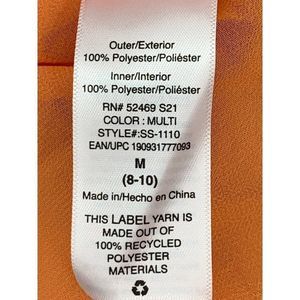 Outer/Exterior
100% Polyester/Poliéster
Inner/Interior
100% Polyester/Poliéster
RN# 52469 S21
COLOR : MULTI
STYLE#:SS-1110
EAN/UPC 190931777093
M
(8-10)
Made in/Hecho en China
THIS LABEL YARN IS
MADE OUT OF
100% RECYCLED
POLYESTER
MATERIALS